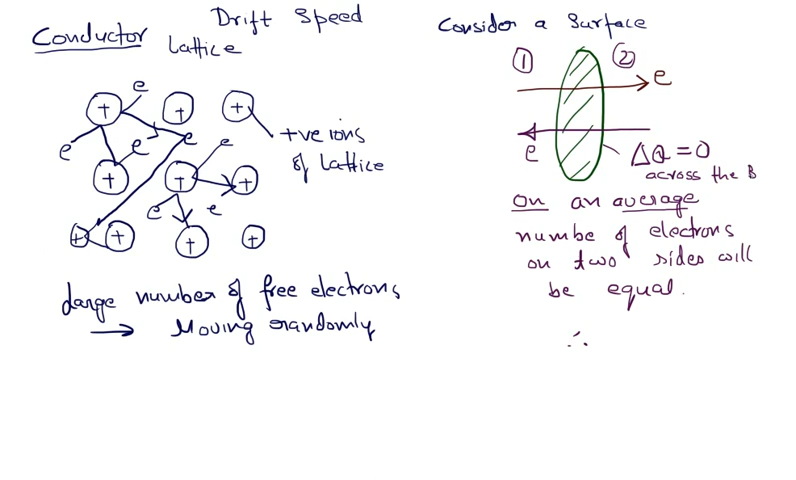 Drift Speed
Conductor Lattice
e
+ + +
e e e e
+ve ions
of Lattice
+ + +
e e
+ + + +
Large number of free electrons
→ Moving randomly
Consider a Surface
① ②
e
e
ΔQ = 0
across the B
On an average
numbe of electrons
on two sides will
be equal.
∴